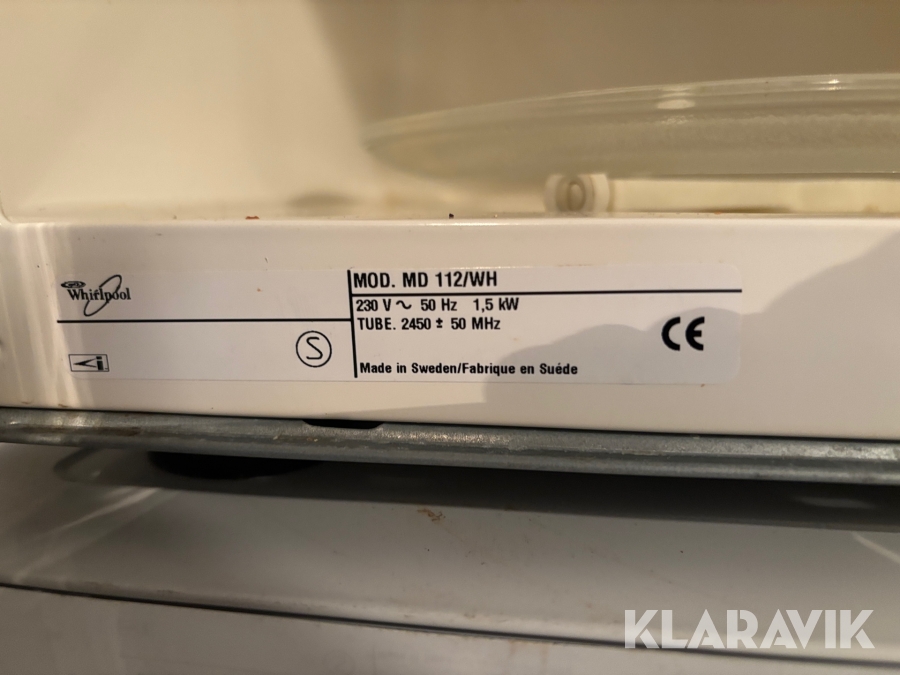 Whirlpool
MOD. MD 112/WH
230 V ~ 50 Hz 1,5 kW
TUBE. 2450 ± 50 MHz
CE
S
Made in Sweden/Fabrique en Suéde
KLARAVIK